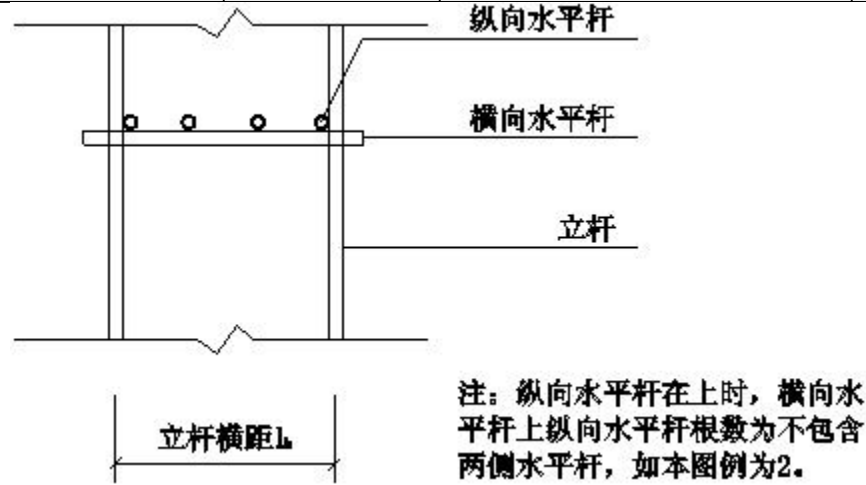 纵向水平杆
横向水平杆
立杆
立杆横距lb
注：纵向水平杆在上时，横向水
平杆上纵向水平杆根数为不包含
两侧水平杆，如本图例为2。